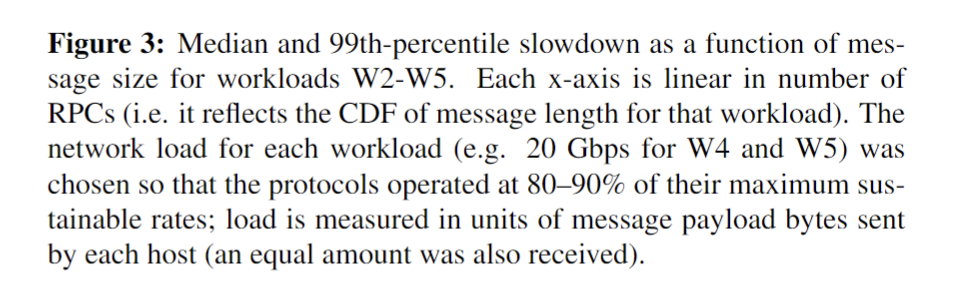 Figure 3: Median and 99th-percentile slowdown as a function of mes-
sage size for workloads W2-W5. Each x-axis is linear in number of
RPCs (i.e. it reflects the CDF of message length for that workload). The
network load for each workload (e.g. 20 Gbps for W4 and W5) was
chosen so that the protocols operated at 80–90% of their maximum sus-
tainable rates; load is measured in units of message payload bytes sent
by each host (an equal amount was also received).